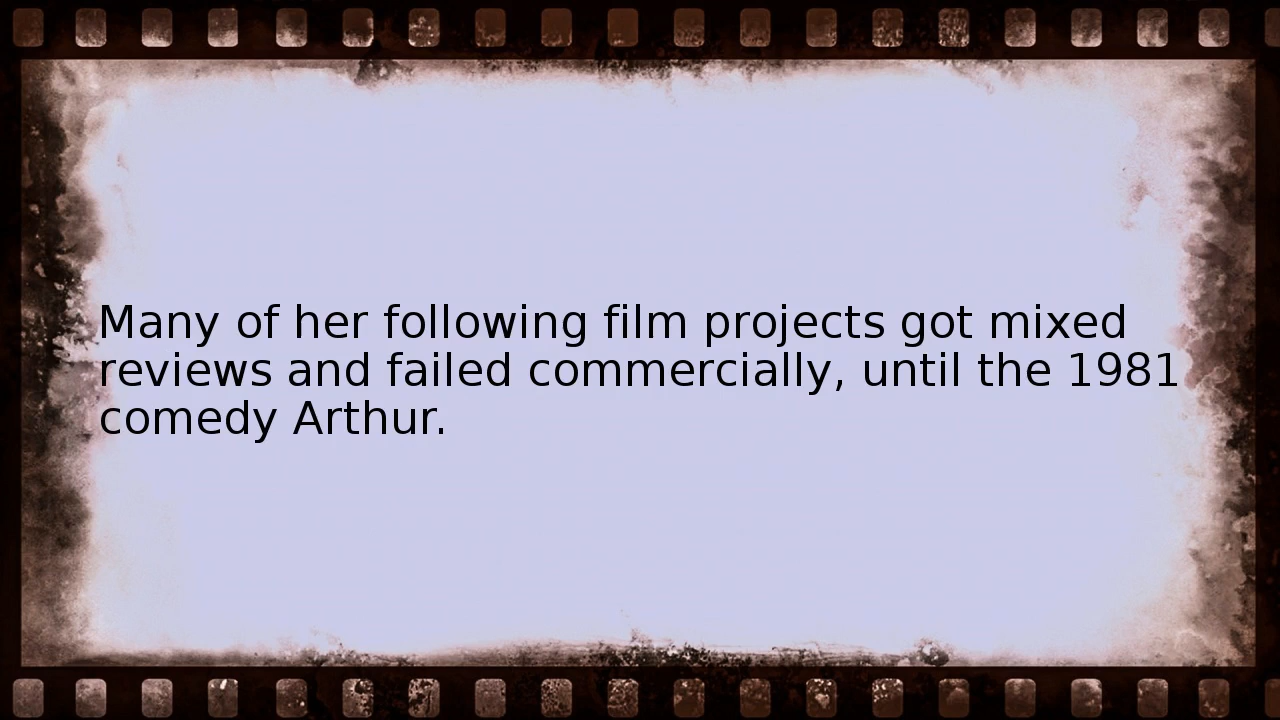 Many of her following film projects got mixed
reviews and failed commercially, until the 1981
comedy Arthur.